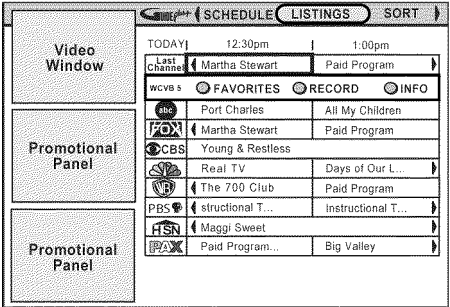 GUIDE Plus+ SCHEDULE LISTINGS SORT
Video
Window
Promotional
Panel
Promotional
Panel
TODAY 12:30pm 1:00pm
Last
Channel Martha Stewart Paid Program
WCVB 5 FAVORITES RECORD INFO
abc Port Charles All My Children
FOX Martha Stewart Paid Program
CBS Young & Restless
Real TV Days of Our L...
WB The 700 Club Paid Program
PBS structional T... Instructional T...
HSN Maggi Sweet
PAX Paid Program... Big Valley